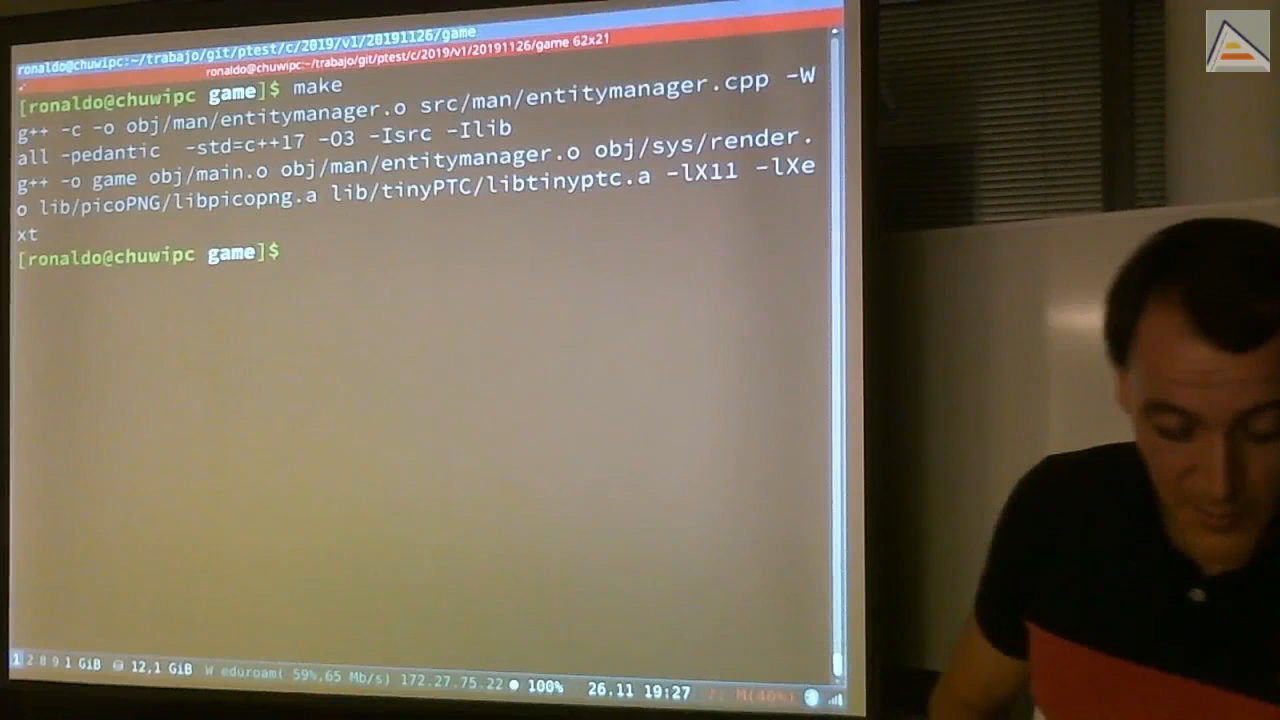 ronaldo@chuwipc:~/trabajo/git/ptest/c/2019/v1/20191126/game
ronaldo@chuwipc:~/trabajo/git/ptest/c/2019/v1/20191126/game 62x21
[ronaldo@chuwipc game]$ make
g++ -c -o obj/man/entitymanager.o src/man/entitymanager.cpp -W
all -pedantic  -std=c++17 -O3 -Isrc -Ilib
g++ -o game obj/main.o obj/man/entitymanager.o obj/sys/render.
o lib/picoPNG/libpicopng.a lib/tinyPTC/libtinyptc.a -lX11 -lXe
xt
[ronaldo@chuwipc game]$
1 2 8 9 1 GiB 12,1 GiB W eduroam( 59%,65 Mb/s) 172.27.75.22 100% 26.11 19:27 M(40%)